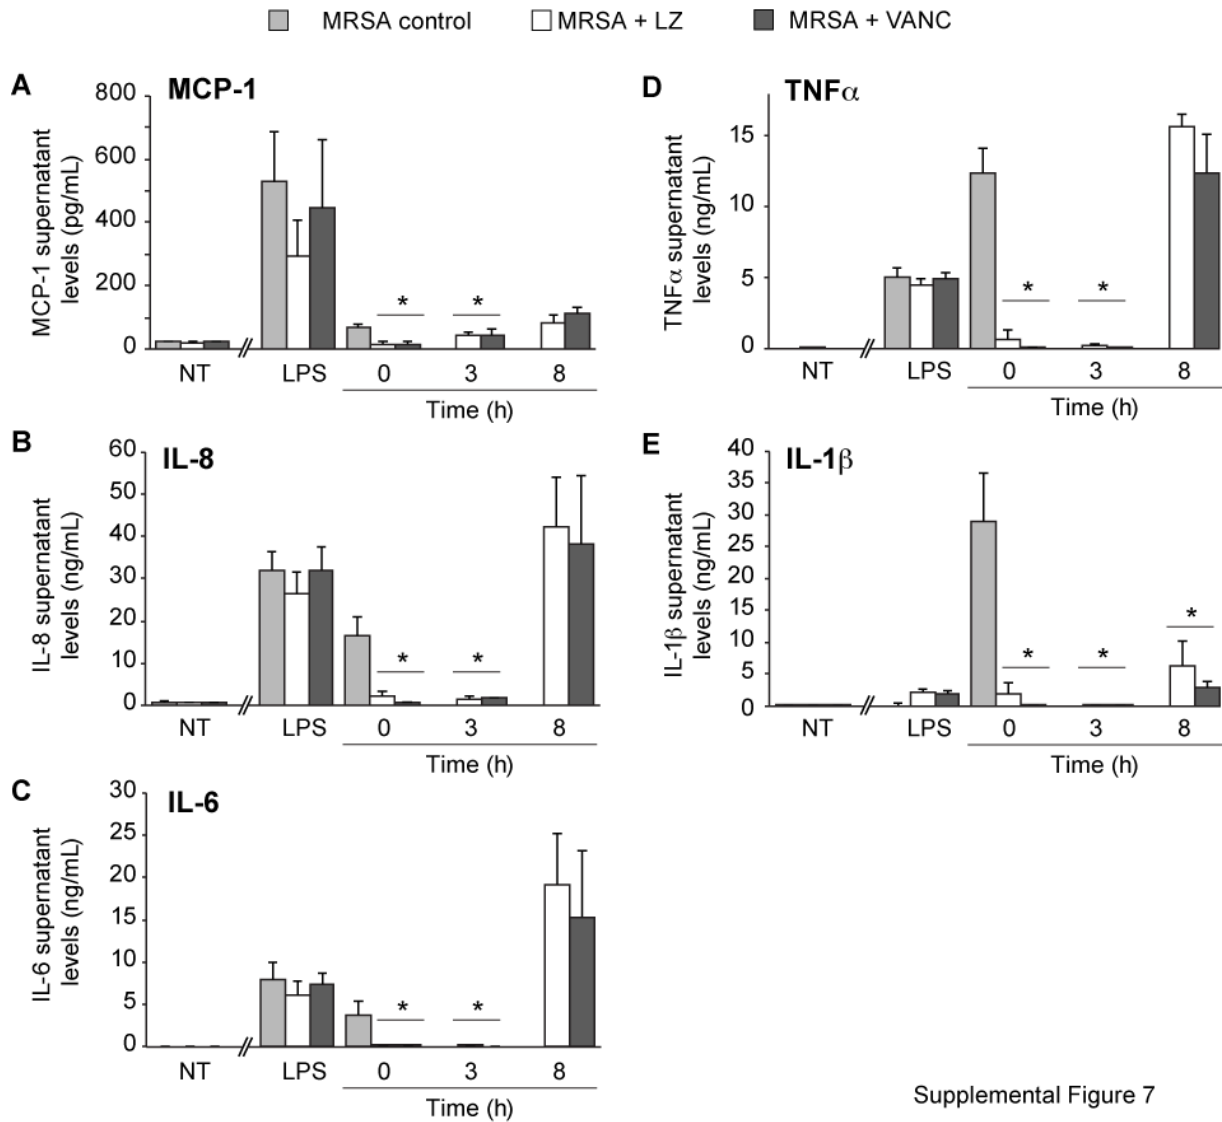 MRSA control MRSA + LZ MRSA + VANC
A MCP-1
MCP-1 supernatant
levels (pg/mL)
800
600
400
200
0
*
*
NT LPS 0 3 8
Time (h)
B IL-8
IL-8 supernatant
levels (ng/mL)
60
50
40
30
20
10
0
*
*
NT LPS 0 3 8
Time (h)
C IL-6
IL-6 supernatant
levels (ng/mL)
30
25
20
15
10
5
0
*
*
NT LPS 0 3 8
Time (h)
D TNFα
TNFα supernatant
levels (ng/mL)
15
10
5
0
*
*
NT LPS 0 3 8
Time (h)
E IL-1β
IL-1β supernatant
levels (ng/mL)
40
35
30
25
20
15
10
5
0
*
*
*
NT LPS 0 3 8
Time (h)
Supplemental Figure 7